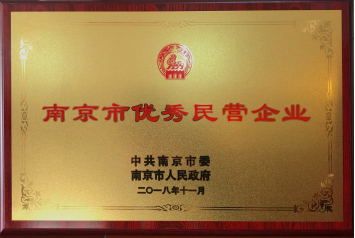 南京市优秀民营企业
中共南京市委
南京市人民政府
二〇一八年十一月